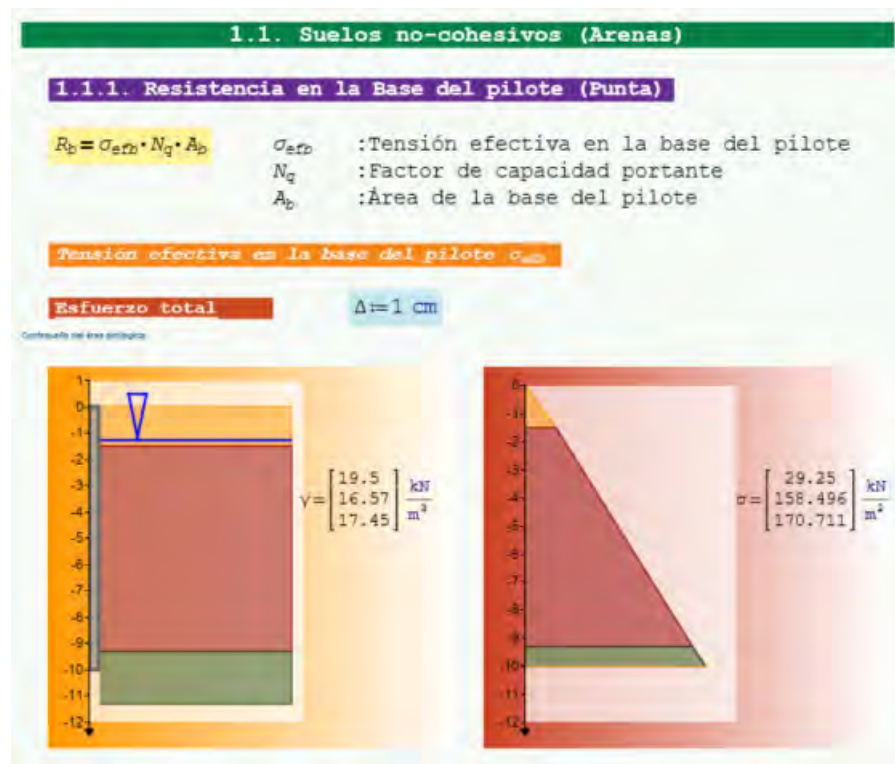 1.1. Suelos no-cohesivos (Arenas)
1.1.1. Resistencia en la Base del pilote (Punta)
R_b = σ_efb · N_q · A_b
σ_efb :Tensión efectiva en la base del pilote
N_q :Factor de capacidad portante
A_b :Área de la base del pilote
Tensión efectiva en la base del pilote σ_efb
Esfuerzo total
Δ≔1 cm
1
0
-1
-2
-3
-4
-5
-6
-7
-8
-9
-10
-11
-12
γ= [19.5 16.57 17.45] kN/m³
0
-1
-2
-3
-4
-5
-6
-7
-8
-9
-10
-11
-12
σ= [29.25 158.496 170.711] kN/m²